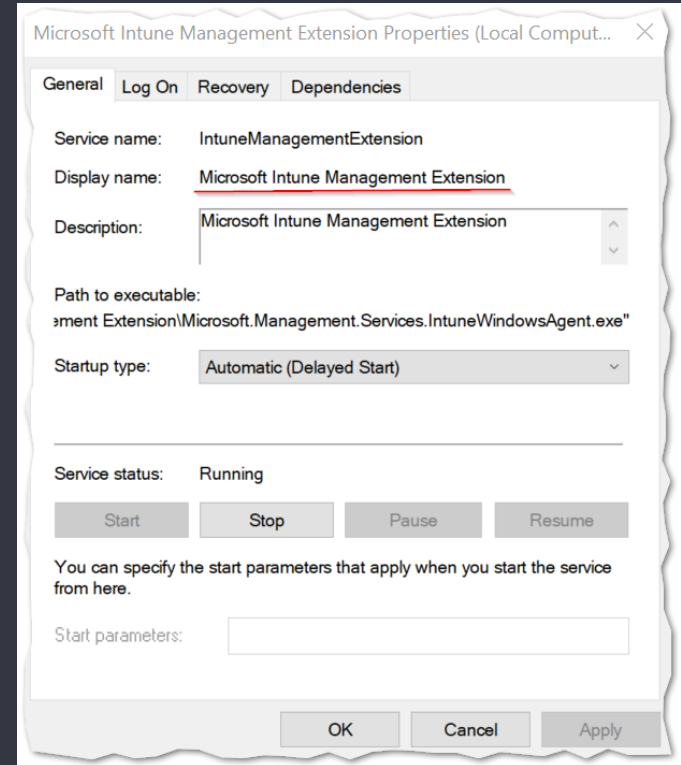 Microsoft Intune Management Extension Properties (Local Comput...
General Log On Recovery Dependencies
Service name: IntuneManagementExtension
Display name: Microsoft Intune Management Extension
Description: Microsoft Intune Management Extension
Path to executable:
ement Extension\Microsoft.Management.Services.IntuneWindowsAgent.exe"
Startup type: Automatic (Delayed Start)
Service status: Running
Start Stop Pause Resume
You can specify the start parameters that apply when you start the service
from here.
Start parameters:
OK Cancel Apply